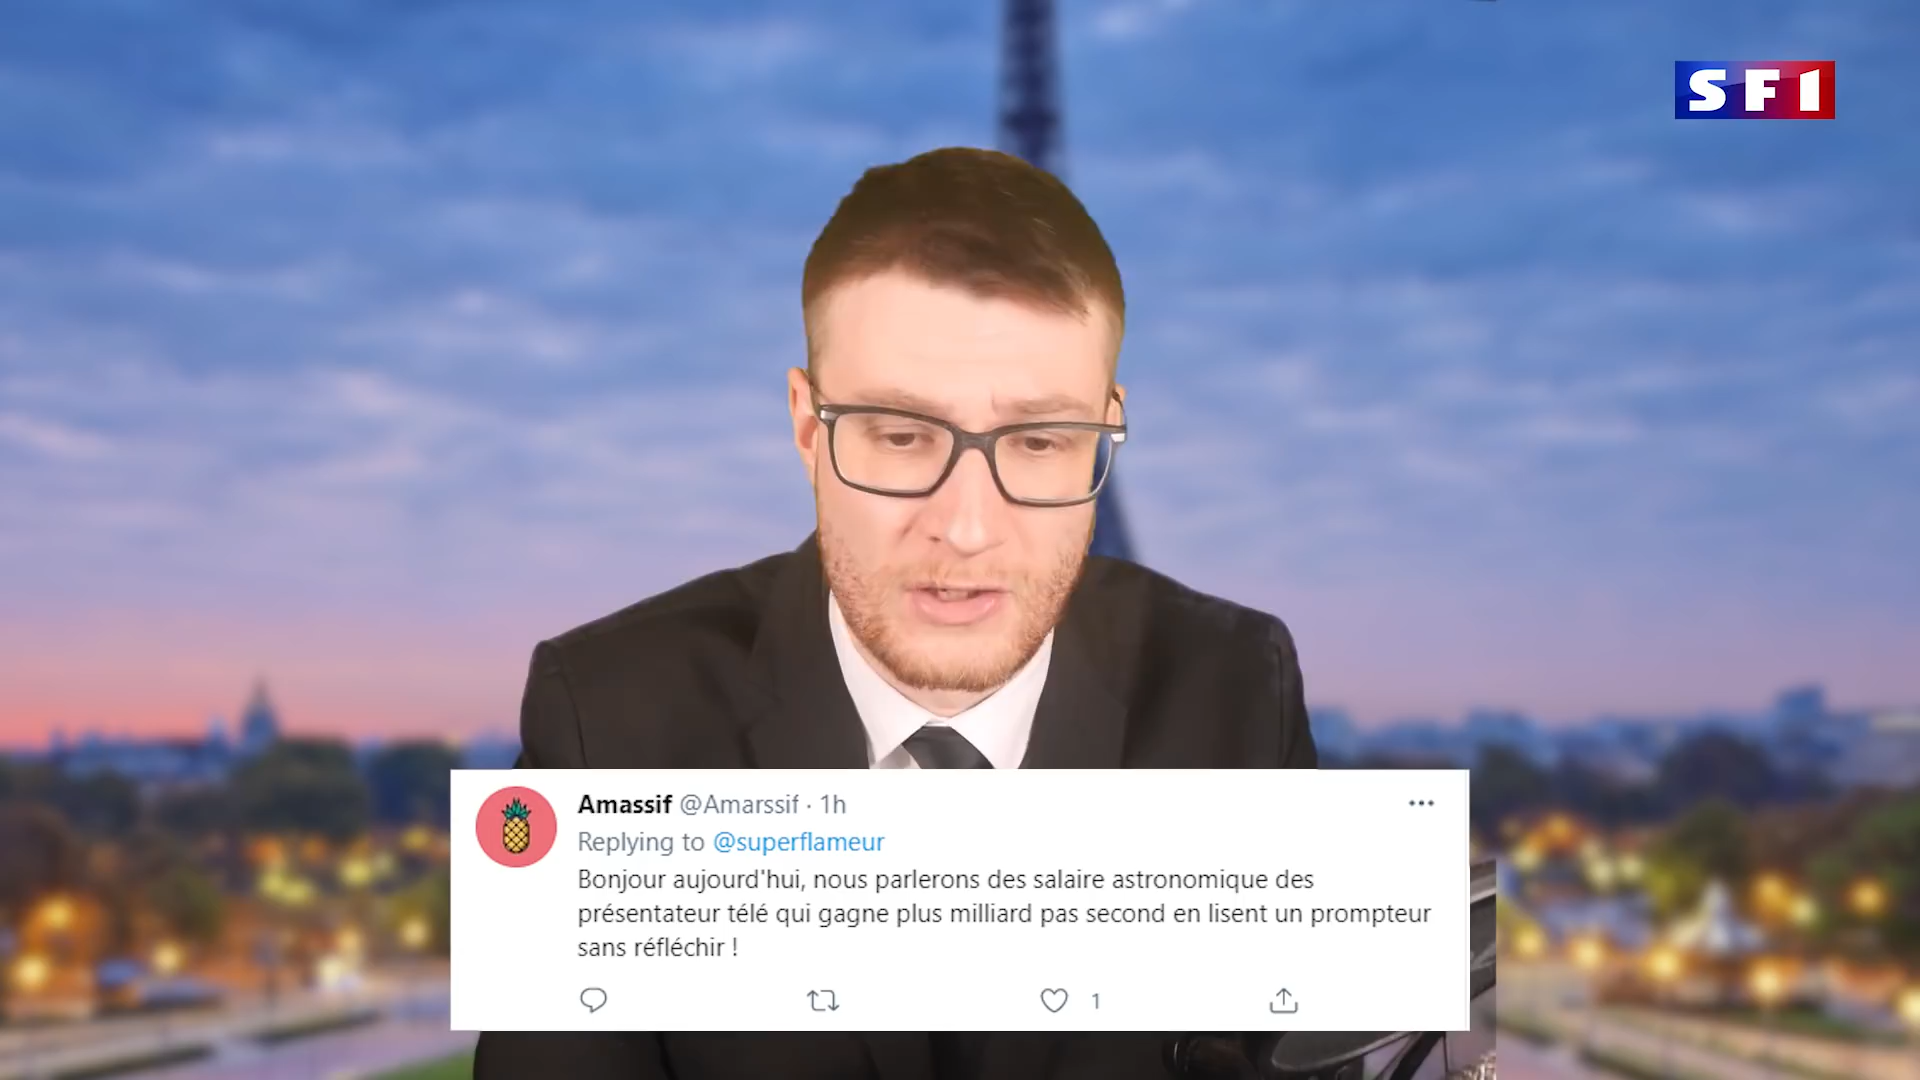 SF1
Amassif @Amarssif · 1h
Replying to @superflameur
Bonjour aujourd'hui, nous parlerons des salaire astronomique des
présentateur télé qui gagne plus milliard pas second en lisent un prompteur
sans réfléchir !
1